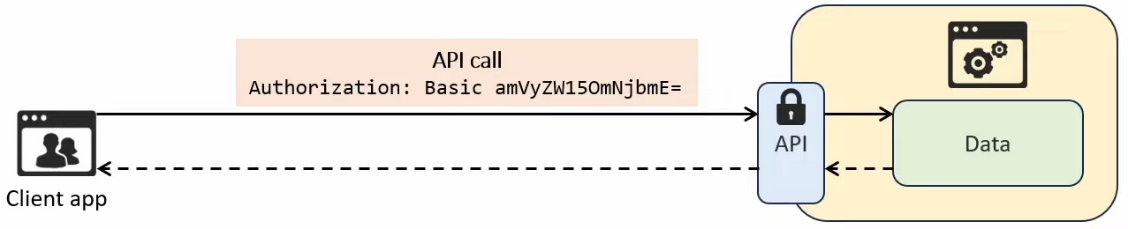 API call
Authorization: Basic amVyZW15OmNjbmE=
API
Data
Client app